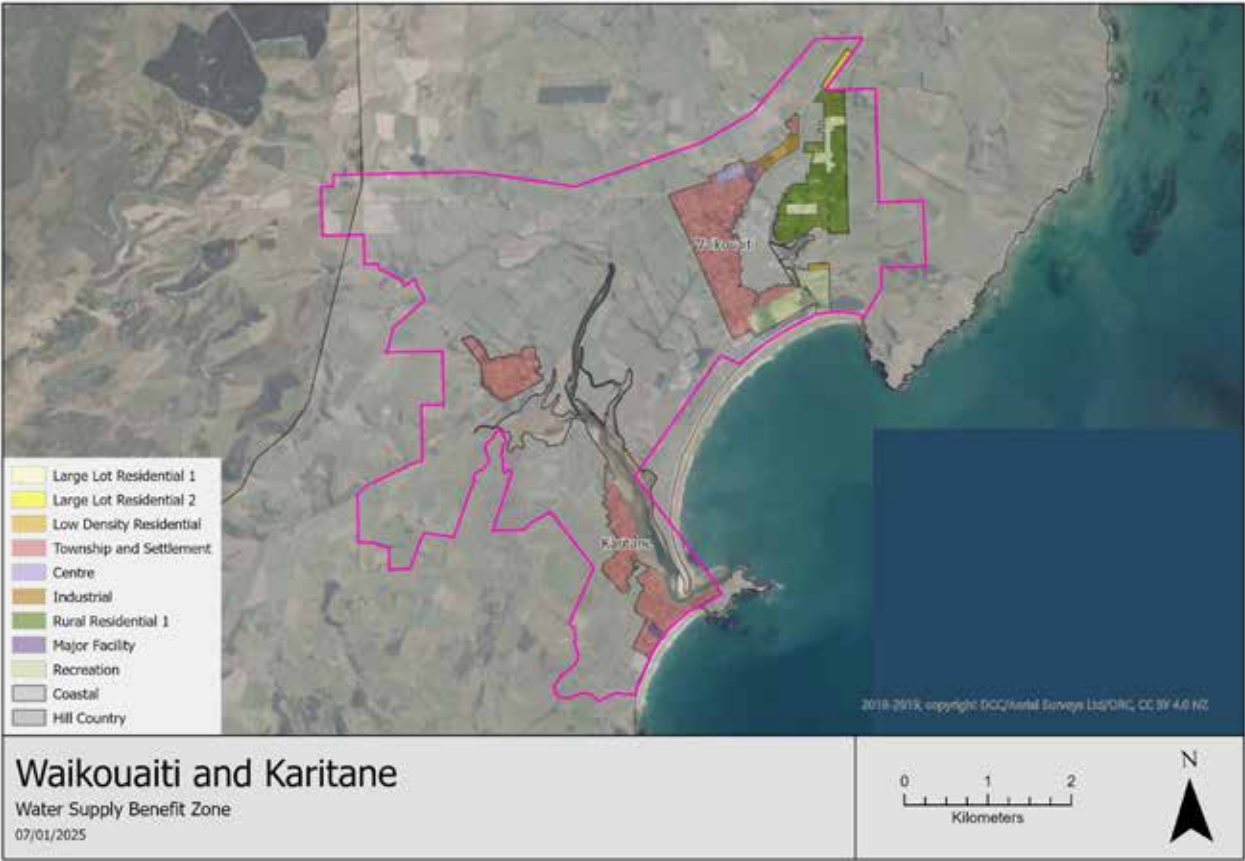 Waikouaiti
Karitane
Large Lot Residential 1
Large Lot Residential 2
Low Density Residential
Township and Settlement
Centre
Industrial
Rural Residential 1
Major Facility
Recreation
Coastal
Hill Country
2018-2019, copyright DCC/Aerial Surveys Ltd/ORC, CC BY 4.0 NZ
Waikouaiti and Karitane
Water Supply Benefit Zone
07/01/2025
0 1 2
Kilometers
N